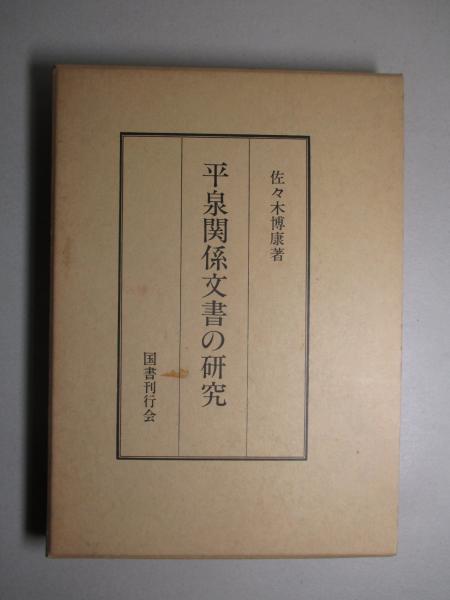 佐々木博康著
平泉関係文書の研究
国書刊行会